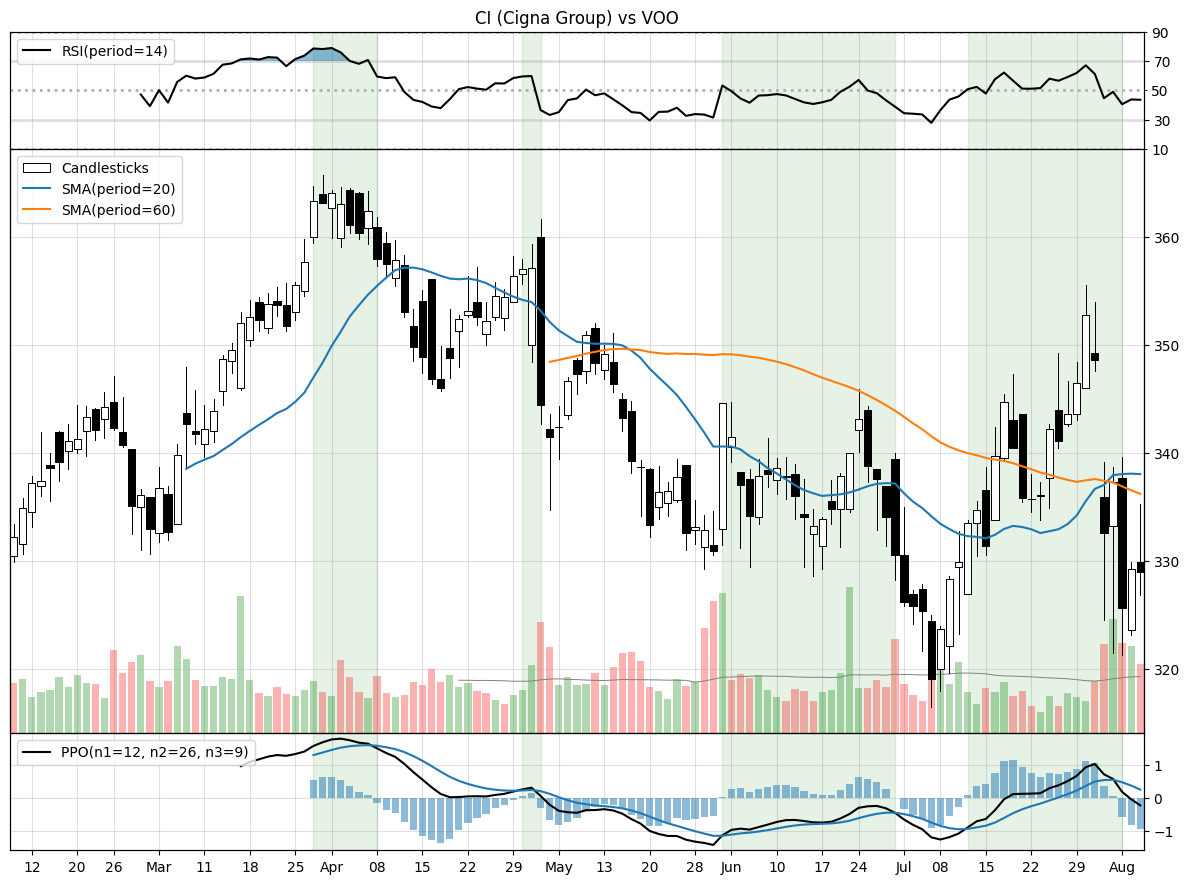 CI (Cigna Group) vs VOO
RSI(period=14)
90
70
50
30
10
Candlesticks
SMA(period=20)
SMA(period=60)
360
350
340
330
320
PPO(n1=12, n2=26, n3=9)
1
0
−1
12 20 26 Mar 11 18 25 Apr 08 15 22 29 May 13 20 28 Jun 10 17 24 Jul 08 15 22 29 Aug